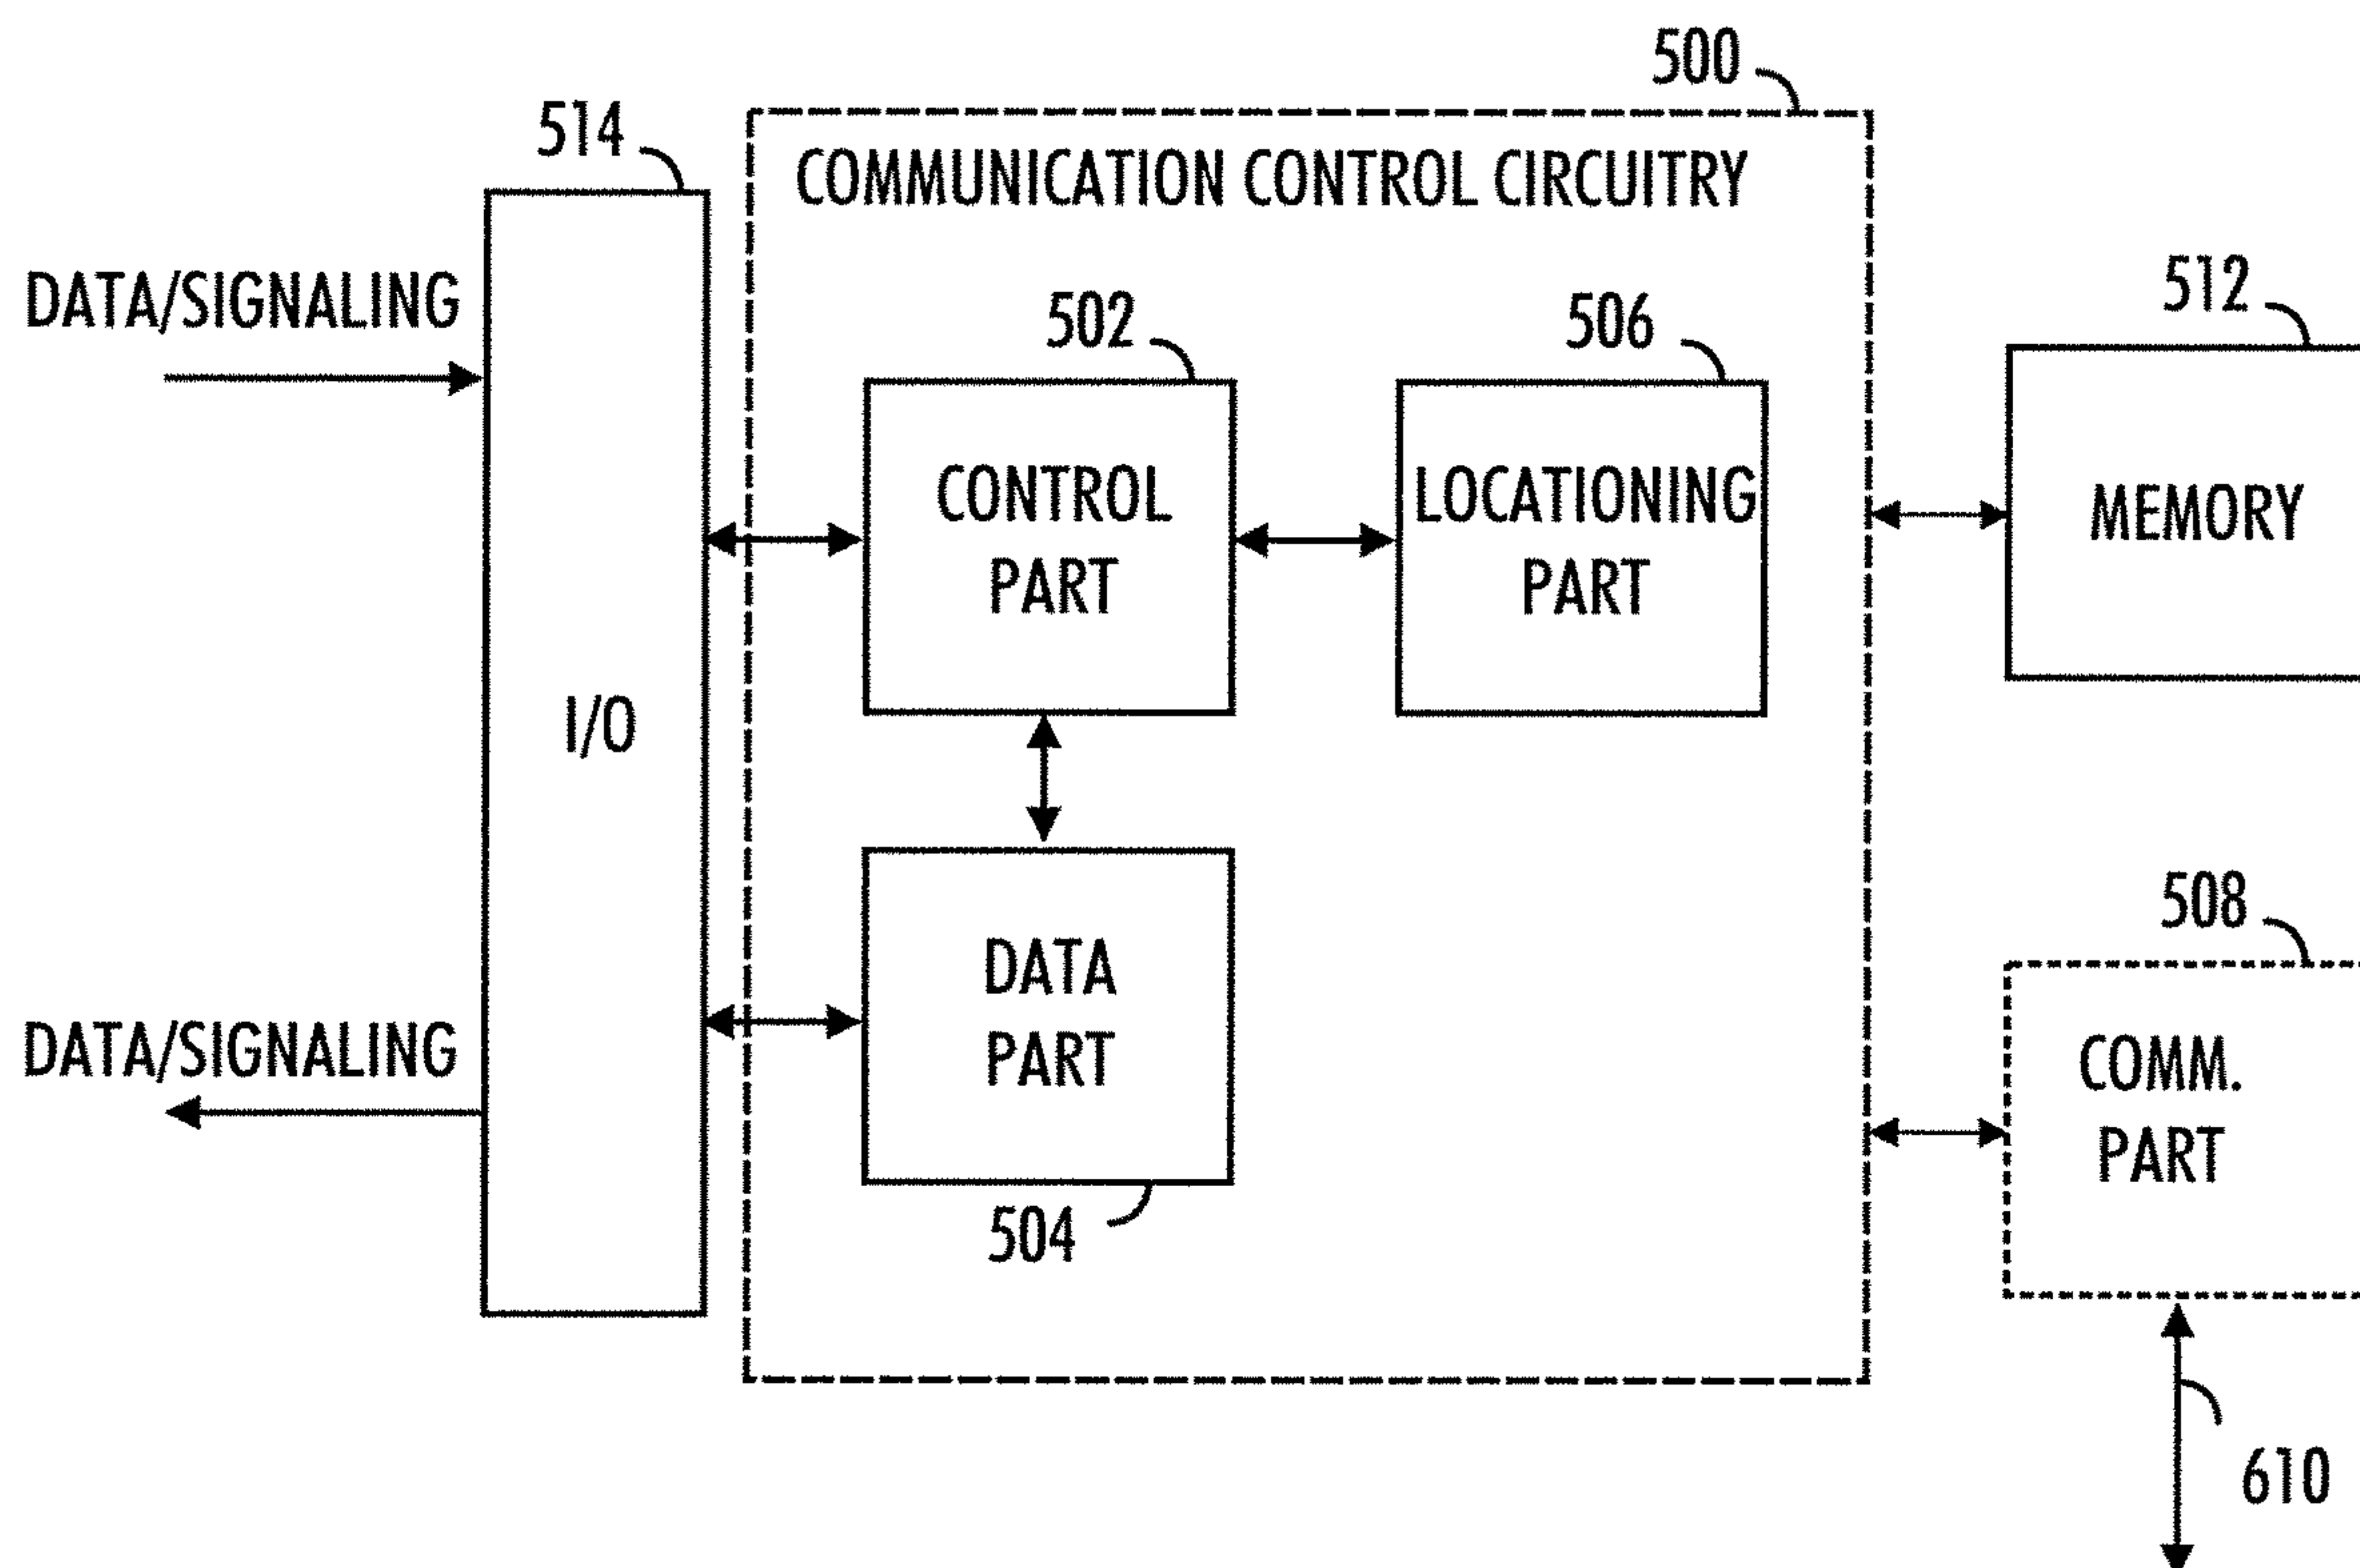 500
514
COMMUNICATION CONTROL CIRCUITRY
DATA/SIGNALING
512
502
506
CONTROL
PART
LOCATIONING
PART
MEMORY
I/O
508
DATA
PART
DATA/SIGNALING
COMM.
PART
504
610